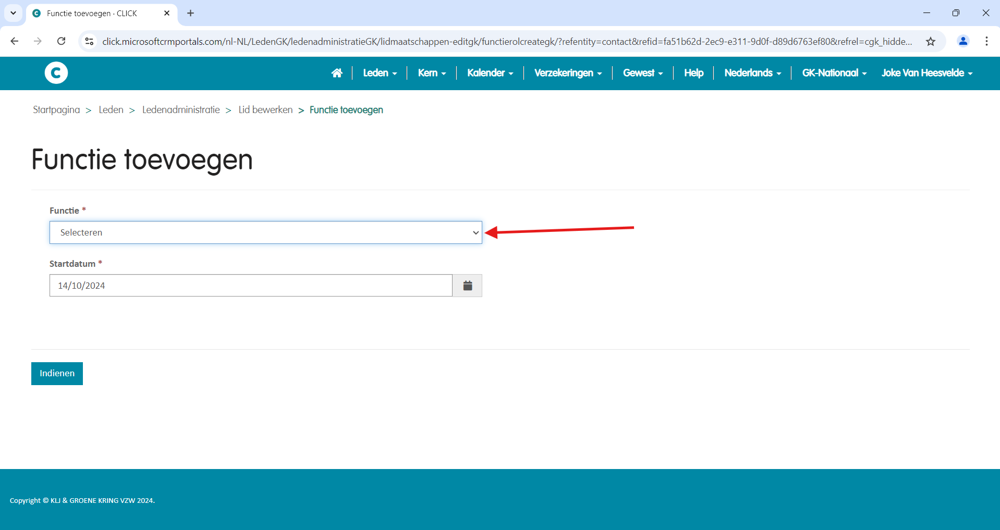 Functie toevoegen · CLICK
click.microsoftcrmportals.com/nl-NL/LedenGK/ledenadministratieGK/lidmaatschappen-editgk/functierolcreategk/?refentity=contact&refid=fa51b62d-2ec9-e311-9d0f-d89d6763ef80&refrel=cgk_hidde...
C
Leden
Kern
Kalender
Verzekeringen
Gewest
Help
Nederlands
GK-Nationaal
Joke Van Heesvelde
Startpagina > Leden > Ledenadministratie > Lid bewerken > Functie toevoegen
Functie toevoegen
Functie *
Selecteren
Startdatum *
14/10/2024
Indienen
Copyright © KLJ & GROENE KRING VZW 2024.